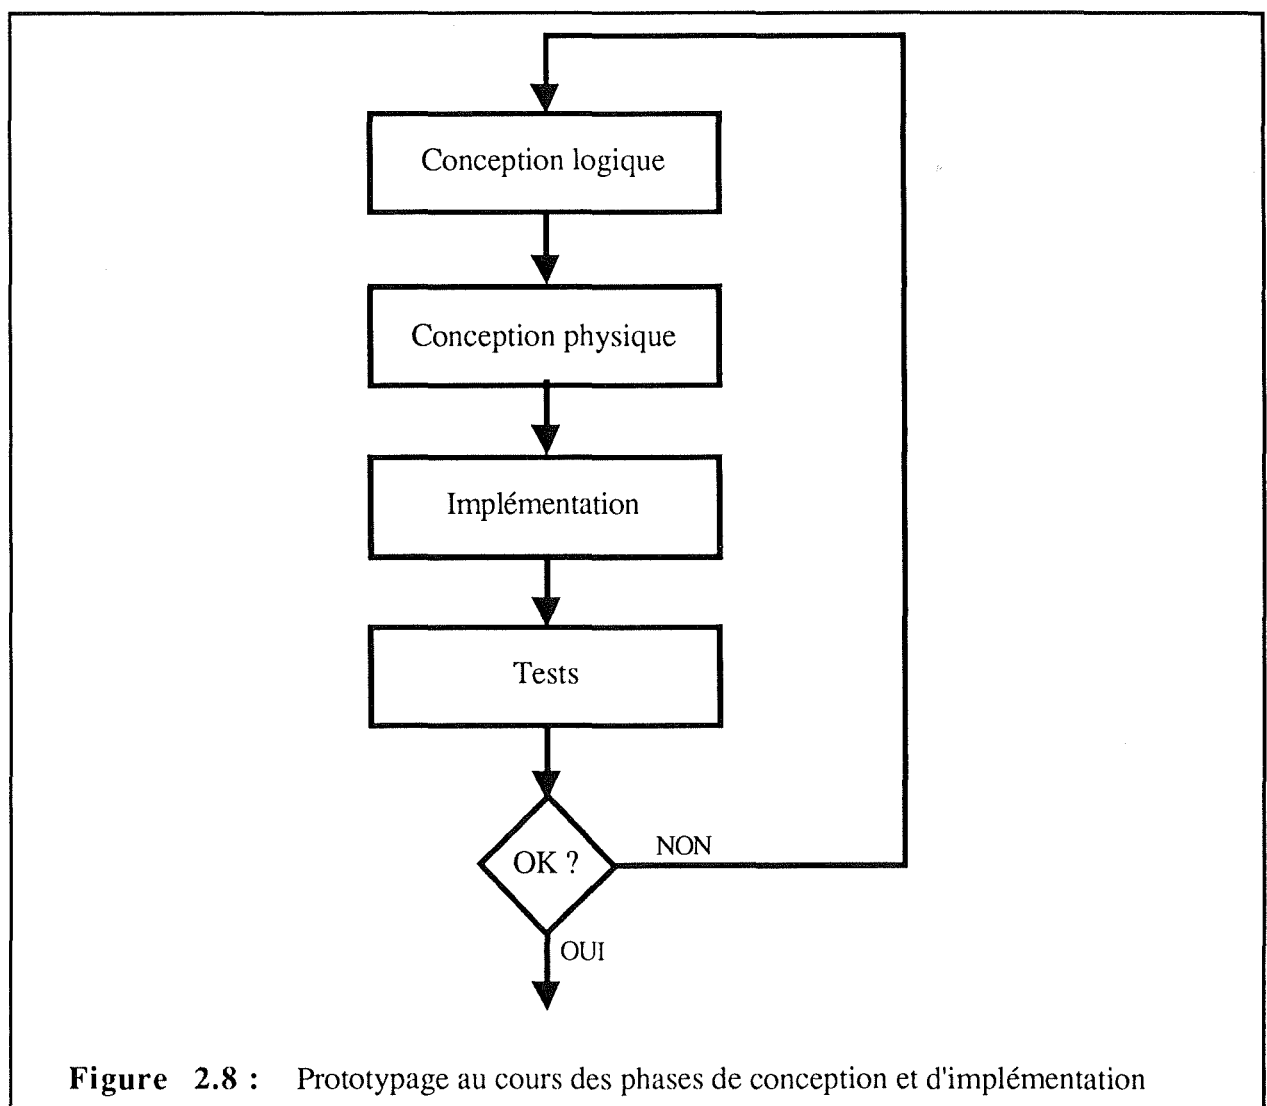 Conception logique
Conception physique
Implémentation
Tests
OK ?
NON
OUI
Figure 2.8 : Prototypage au cours des phases de conception et d'implémentation